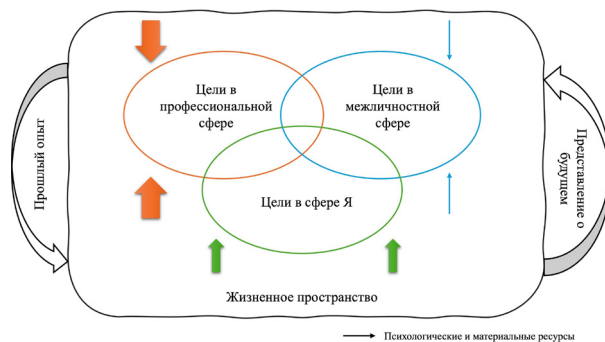 Цели в
профессиональной
сфере
Цели в
межличностной
сфере
Цели в сфере Я
Прошлый опыт
Представление о
будущем
Жизненное пространство
Психологические и материальные ресурсы